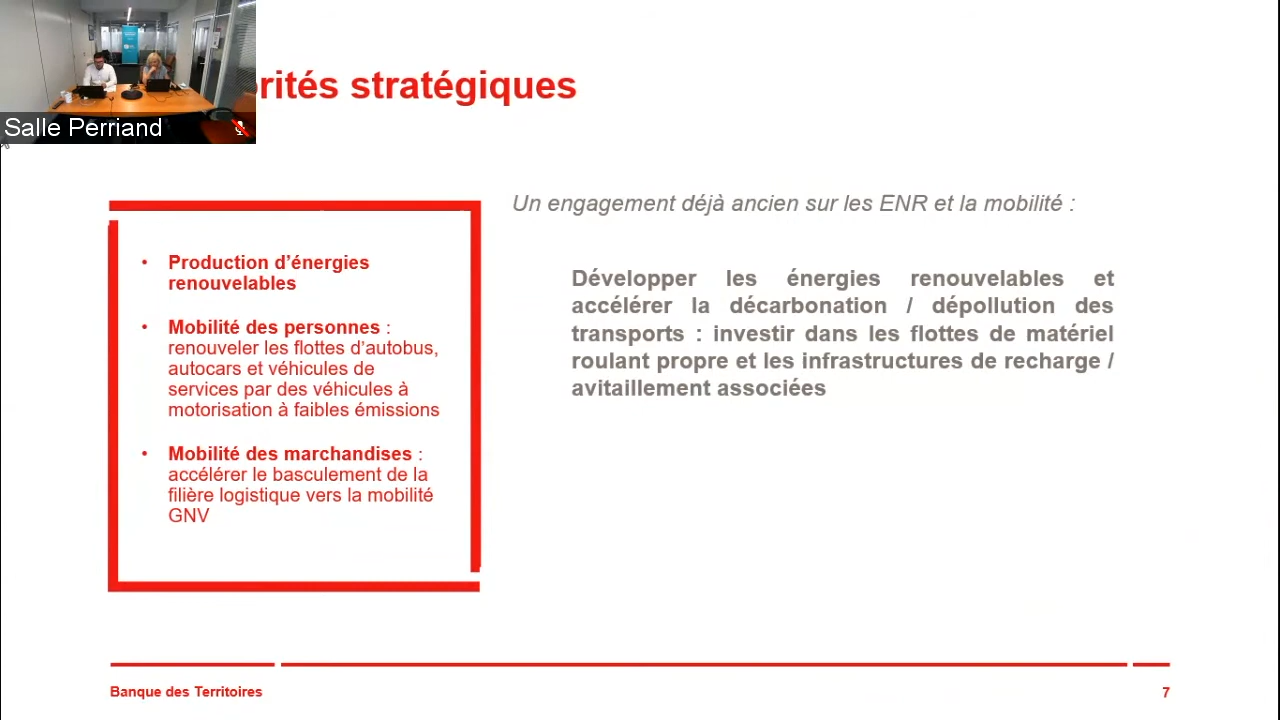 Salle Perriand
stratégiques
Un engagement déjà ancien sur les ENR et la mobilité :
• Production d’énergies
renouvelables
• Mobilité des personnes :
renouveler les flottes d’autobus,
autocars et véhicules de
services par des véhicules à
motorisation à faibles émissions
• Mobilité des marchandises :
accélérer le basculement de la
filière logistique vers la mobilité
GNV
Développer les énergies renouvelables et
accélérer la décarbonation / dépollution des
transports : investir dans les flottes de matériel
roulant propre et les infrastructures de recharge /
avitaillement associées
Banque des Territoires
7